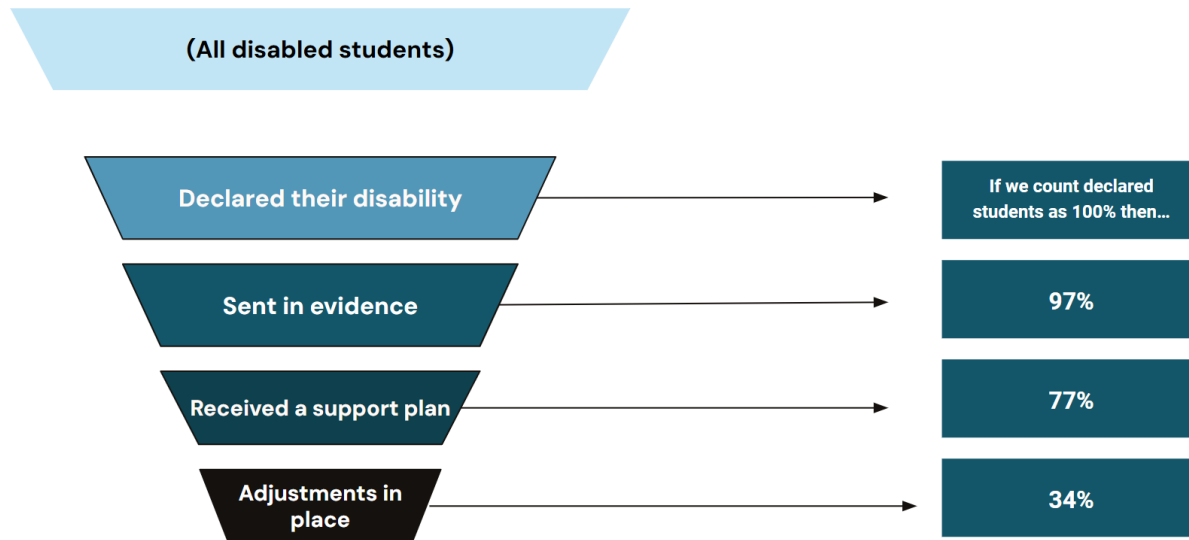 (All disabled students)
Declared their disability
If we count declared
students as 100% then...
Sent in evidence
97%
Received a support plan
77%
Adjustments in
place
34%